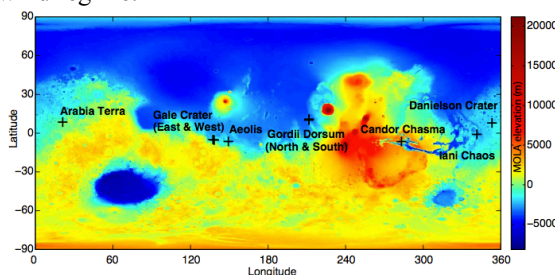 90
60
30
0
−30
−60
−90
Latitude
Arabia Terra
Gale Crater
(East & West)
Aeolis
Gordii Dorsum
(North & South)
Candor Chasma
Danielson Crater
Iani Chaos
0
60
120
180
240
300
360
Longitude
20000
15000
10000
5000
0
−5000
MOLA elevation (m)